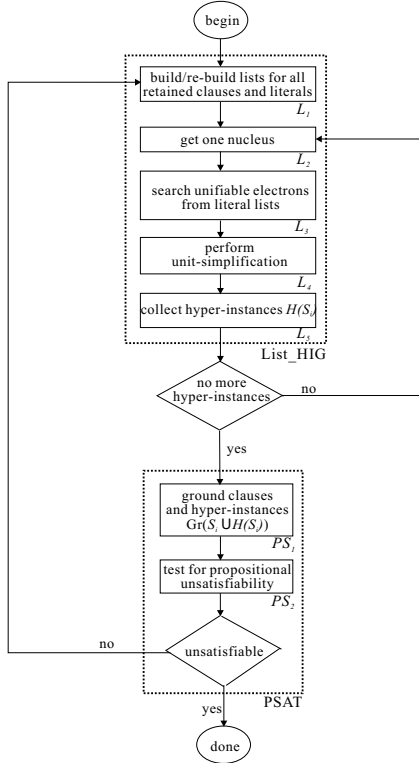 begin
build/re-build lists for all
retained clauses and literals
L₁
get one nucleus
L₂
search unifiable electrons
from literal lists
L₃
perform
unit-simplification
L₄
collect hyper-instances H(Sᵢ)
L₅
List_HIG
no more
hyper-instances
no
yes
ground clauses
and hyper-instances
Gr(Sᵢ ∪ H(Sᵢ))
PS₁
test for propositional
unsatisfiability
PS₂
no
unsatisfiable
PSAT
yes
done